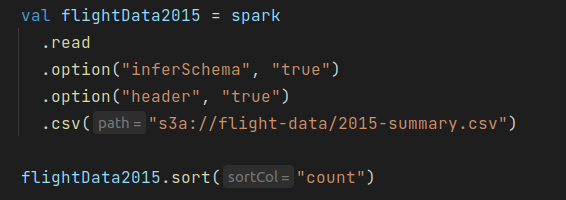 val flightData2015 = spark
.read
.option("inferSchema", "true")
.option("header", "true")
.csv( path = "s3a://flight-data/2015-summary.csv")
flightData2015.sort( sortCol = "count")